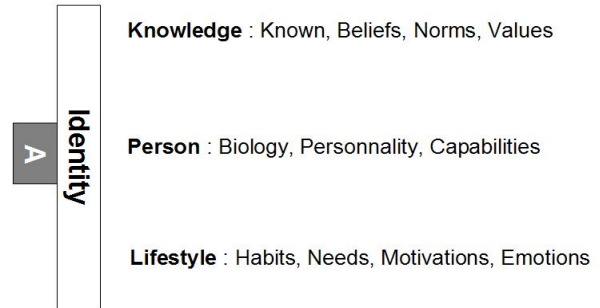 A
Identity
Knowledge : Known, Beliefs, Norms, Values
Person : Biology, Personnality, Capabilities
Lifestyle : Habits, Needs, Motivations, Emotions